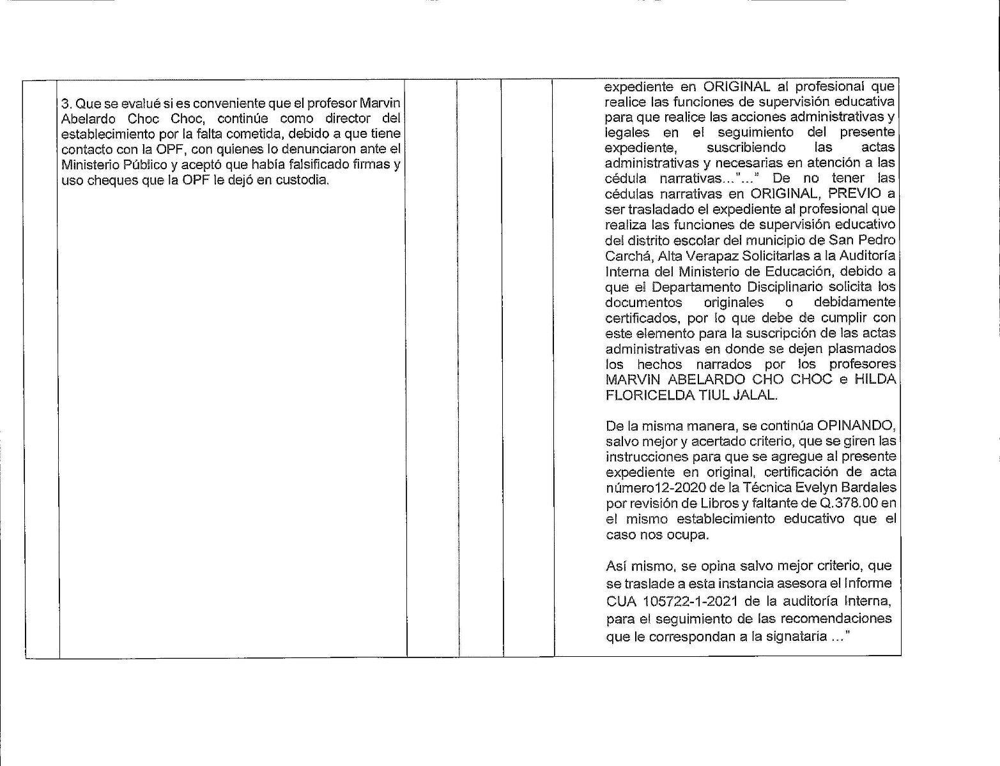 3. Que se evalué si es conveniente que el profesor Marvin
Abelardo Choc Choc, continúe como director del
establecimiento por la falta cometida, debido a que tiene
contacto con la OPF, con quienes lo denunciaron ante el
Ministerio Público y aceptó que había falsificado firmas y
uso cheques que la OPF le dejó en custodia.
expediente en ORIGINAL al profesional que
realice las funciones de supervisión educativa
para que realice las acciones administrativas y
legales en el seguimiento del presente
expediente, suscribiendo las actas
administrativas y necesarias en atención a las
cédula narrativas..."..." De no tener las
cédulas narrativas en ORIGINAL, PREVIO a
ser trasladado el expediente al profesional que
realiza las funciones de supervisión educativo
del distrito escolar del municipio de San Pedro
Carchá, Alta Verapaz Solicitarlas a la Auditoría
Interna del Ministerio de Educación, debido a
que el Departamento Disciplinario solicita los
documentos originales o debidamente
certificados, por lo que debe de cumplir con
este elemento para la suscripción de las actas
administrativas en donde se dejen plasmados
los hechos narrados por los profesores
MARVIN ABELARDO CHO CHOC e HILDA
FLORICELDA TIUL JALAL.
De la misma manera, se continúa OPINANDO,
salvo mejor y acertado criterio, que se giren las
instrucciones para que se agregue al presente
expediente en original, certificación de acta
número12-2020 de la Técnica Evelyn Bardales
por revisión de Libros y faltante de Q.378.00 en
el mismo establecimiento educativo que el
caso nos ocupa.
Así mismo, se opina salvo mejor criterio, que
se traslade a esta instancia asesora el Informe
CUA 105722-1-2021 de la auditoría Interna,
para el seguimiento de las recomendaciones
que le correspondan a la signataria ..."